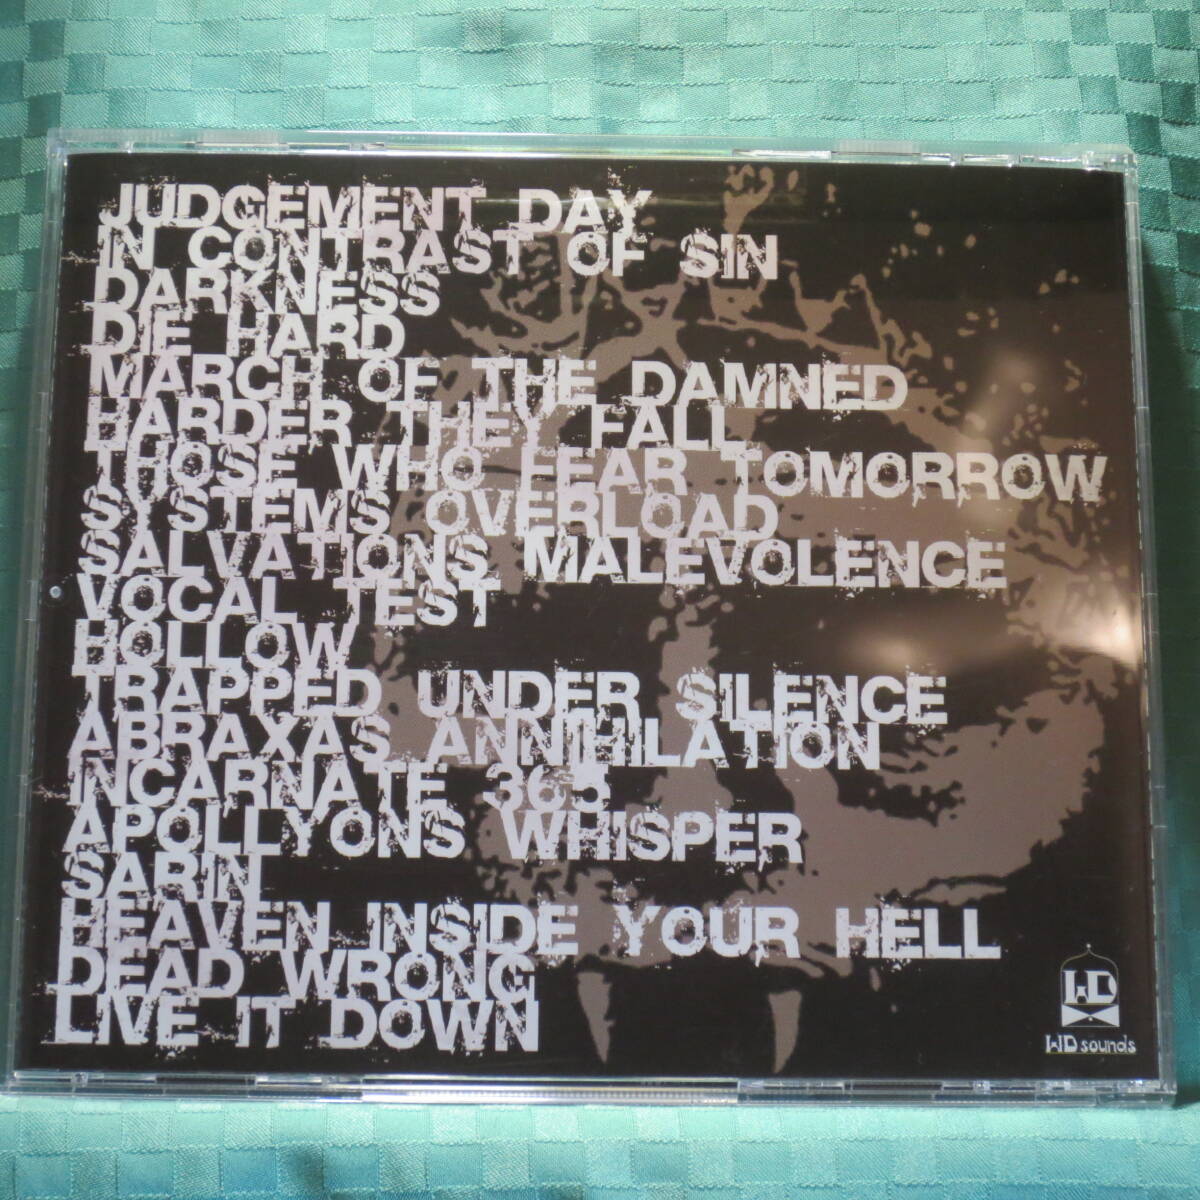 JUDGEMENT DAY
IN CONTRAST OF SIN
DARKNESS
DIE HARD
MARCH OF THE DAMNED
HARDER THEY FALL
THOSE WHO FEAR TOMORROW
SYSTEMS OVERLOAD
SALVATIONS MALEVOLENCE
VOCAL TEST
HOLLOW
TRAPPED UNDER SILENCE
ABRAXAS ANNIHILATION
INCARNATE 365
APOLLYONS WHISPER
SARIN
HEAVEN INSIDE YOUR HELL
DEAD WRONG
LIVE IT DOWN
WD
WD sounds